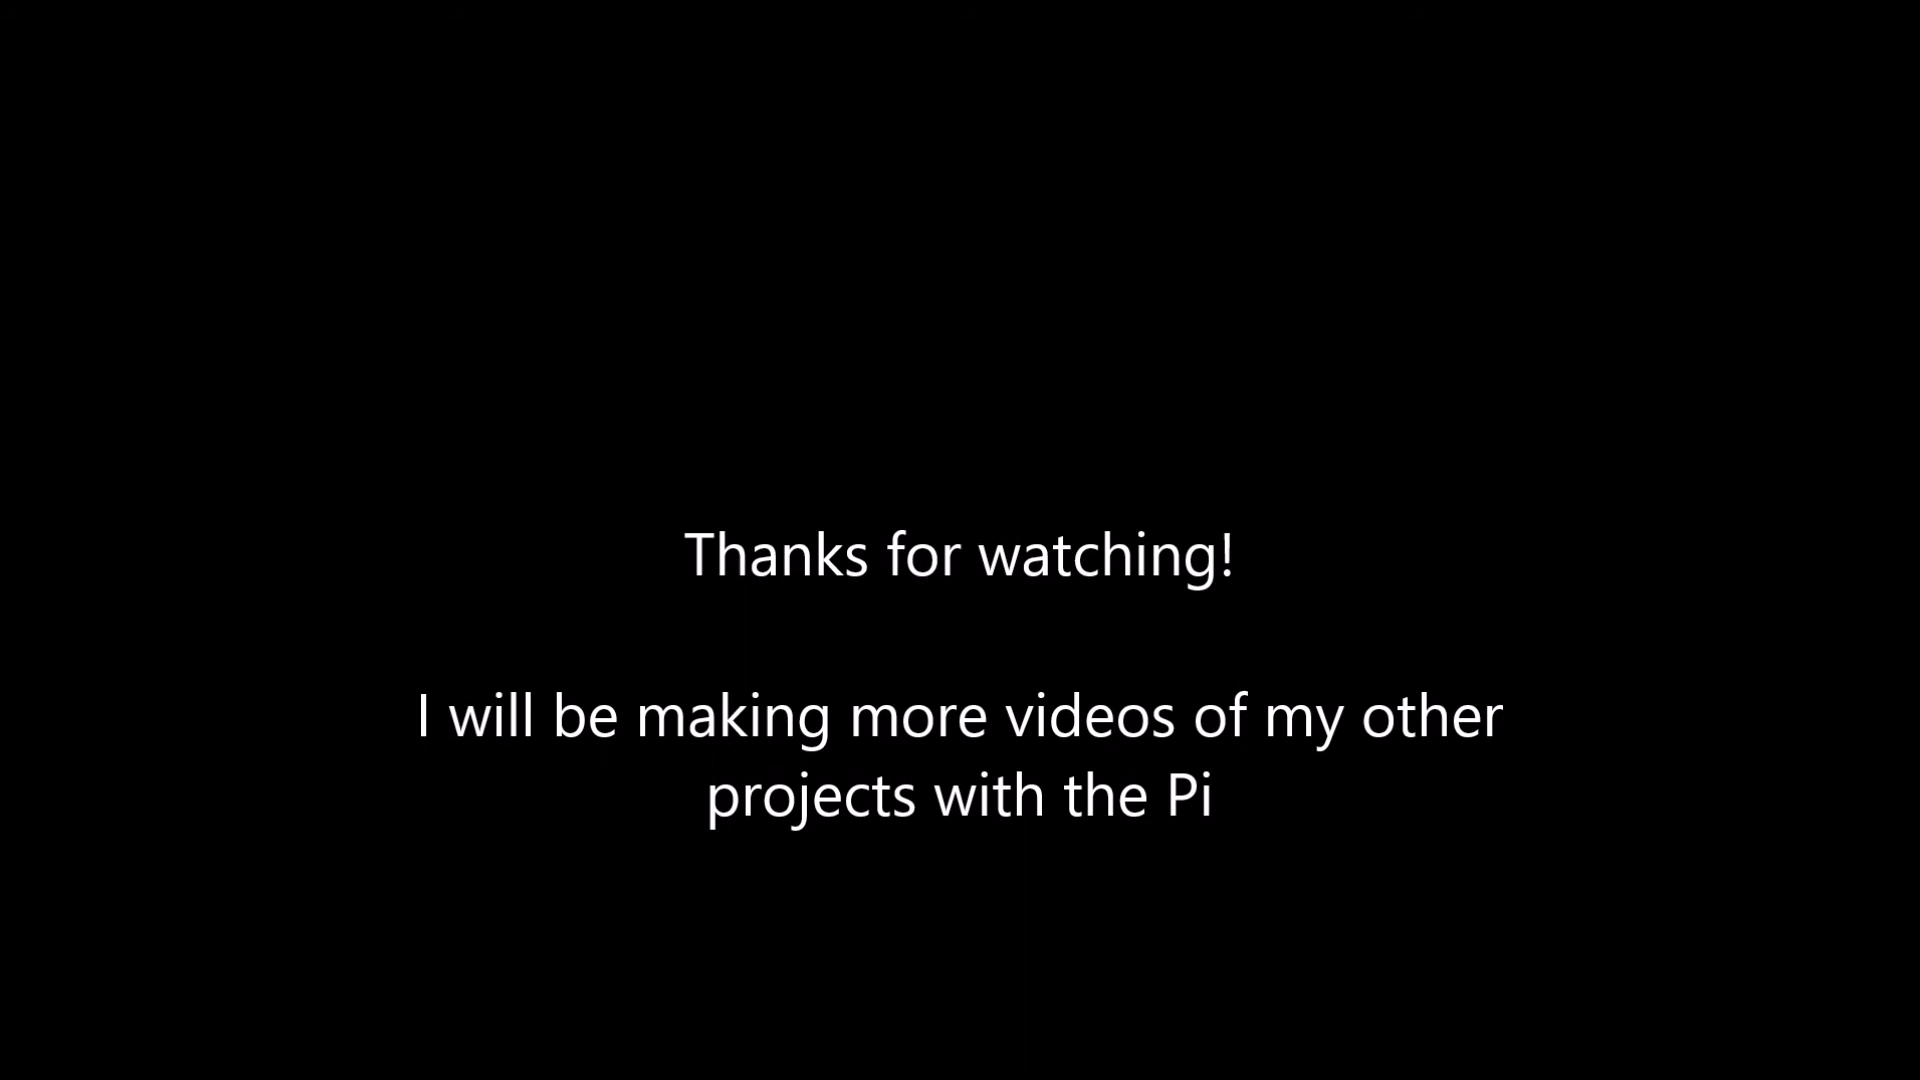 Thanks for watching!
I will be making more videos of my other
projects with the Pi